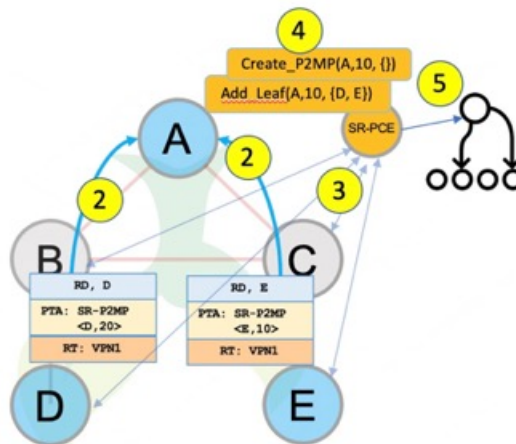 4
Create_P2MP(A,10, {})
Add_Leaf(A,10, {D, E})
5
SR-PCE
A
2
2
3
B
C
RD, D
PTA: SR-P2MP
<D,20>
RT: VPN1
RD, E
PTA: SR-P2MP
<E,10>
RT: VPN1
D
E